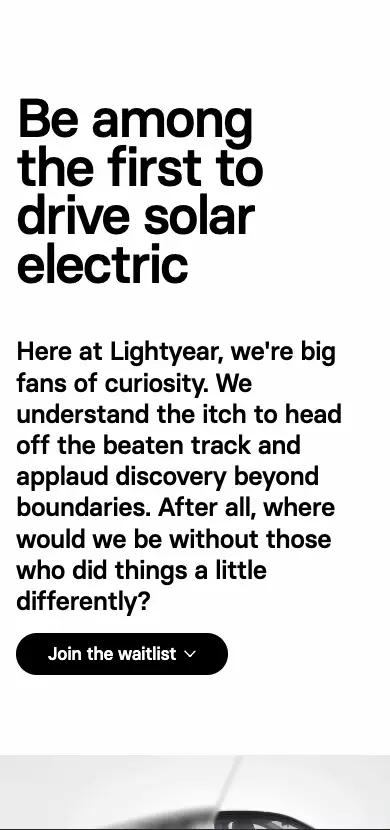 Be among
the first to
drive solar
electric
Here at Lightyear, we're big
fans of curiosity. We
understand the itch to head
off the beaten track and
applaud discovery beyond
boundaries. After all, where
would we be without those
who did things a little
differently?
Join the waitlist